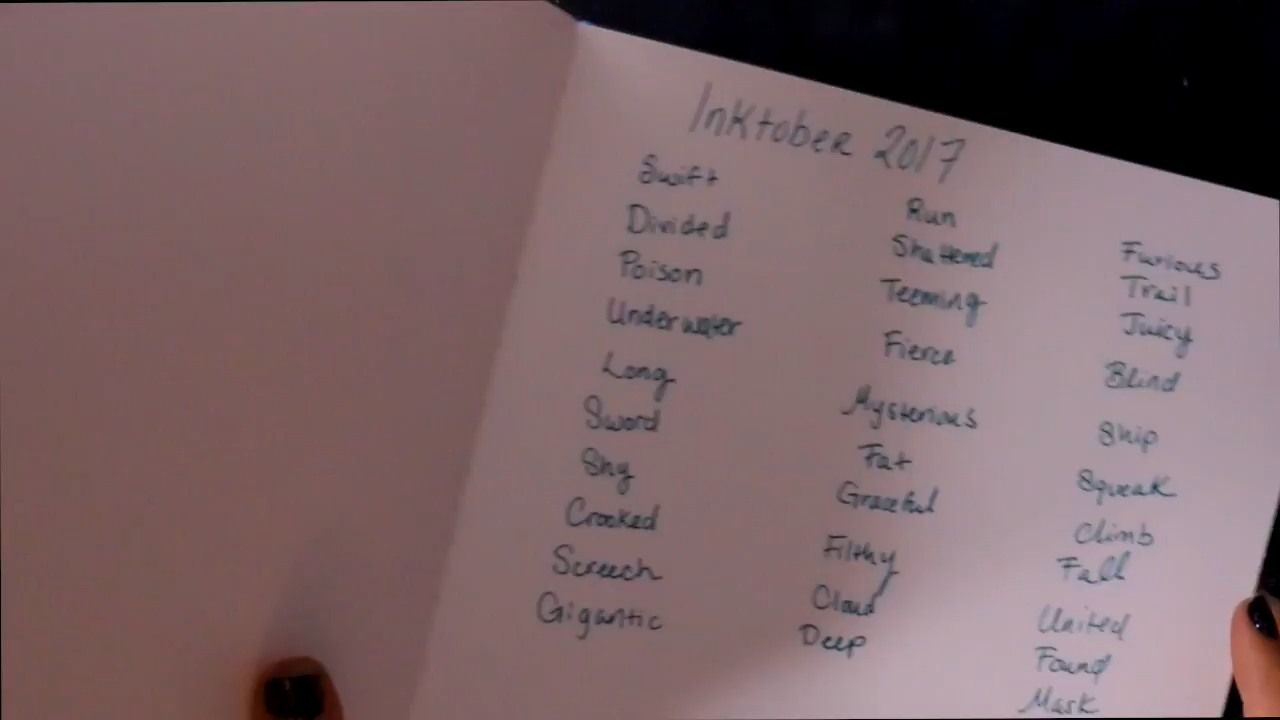 Inktober 2017
Swift
Divided
Poison
Underwater
Long
Sword
Shy
Crooked
Screech
Gigantic
Run
Shattered
Teeming
Fierce
Mysterious
Fat
Graceful
Filthy
Cloud
Deep
Furious
Trail
Juicy
Blind
Ship
Squeak
Climb
Fall
United
Found
Mask